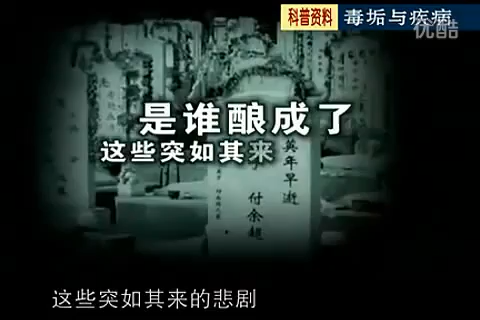 科普资料 毒垢与疾病
优酷
是谁酿成了
这些突如其来
英年早逝
付余超
这些突如其来的悲剧